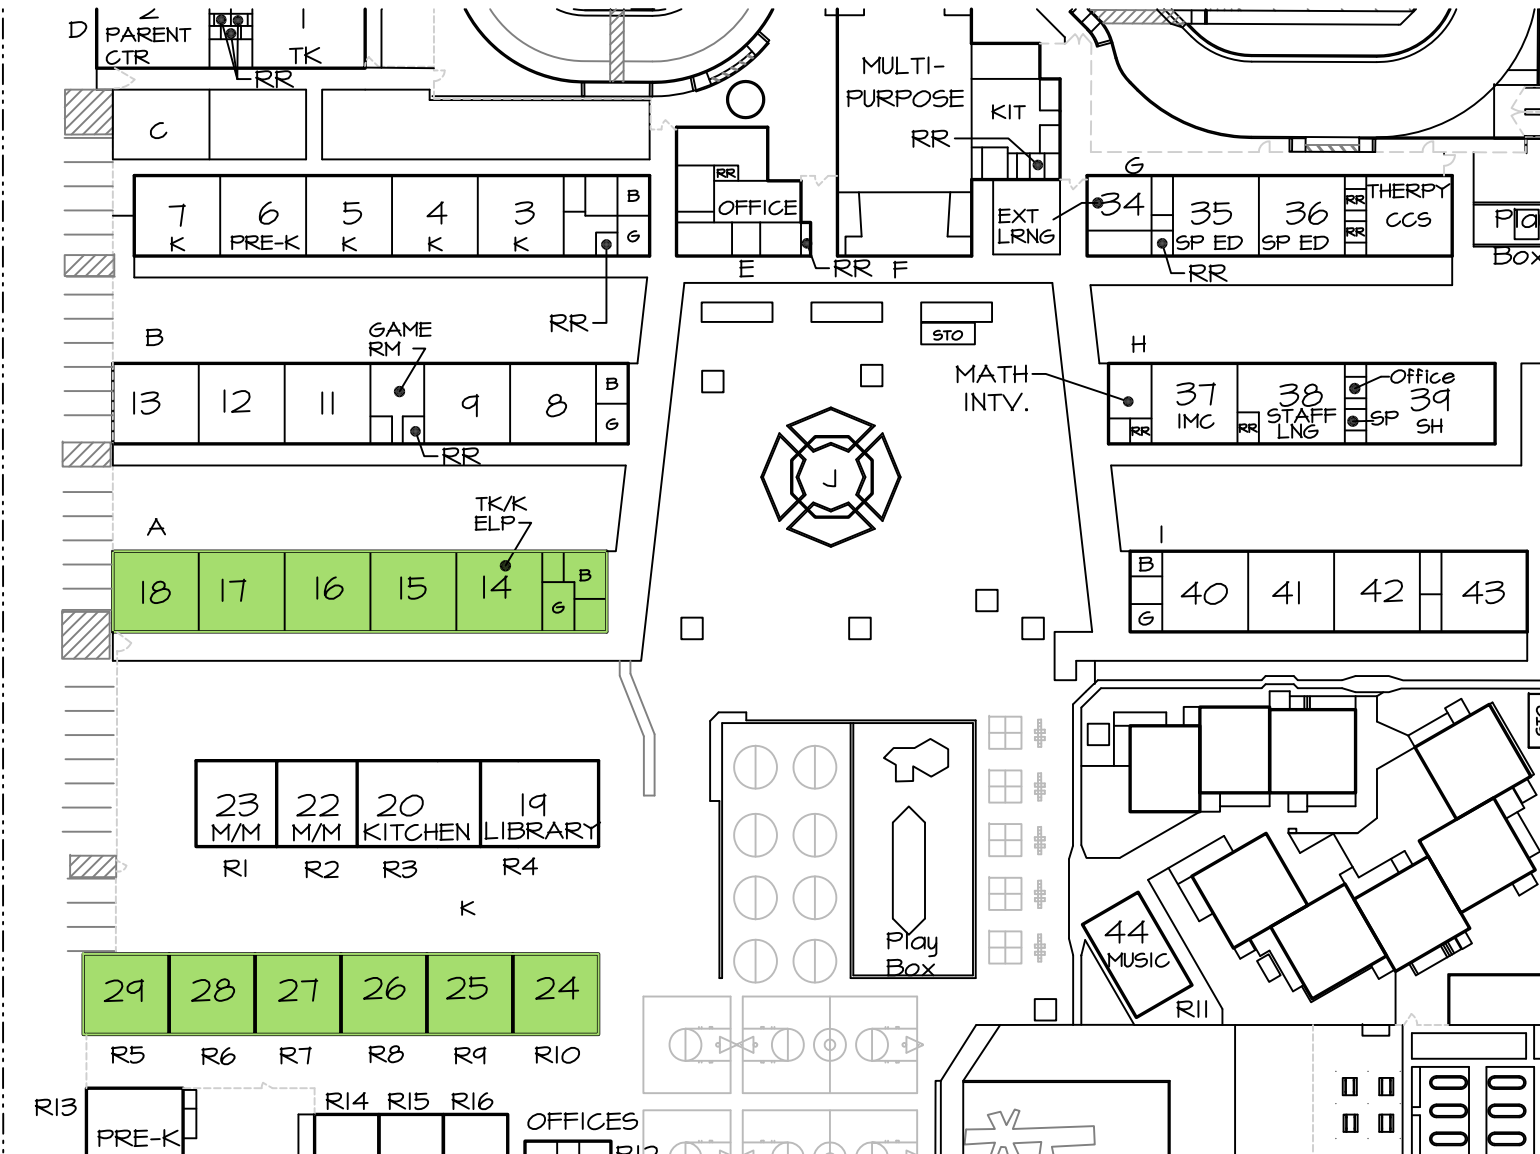 D
2
PARENT
CTR
1
TK
RR
C
MULTI-
PURPOSE
KIT
RR
7
K
6
PRE-K
5
K
4
K
3
K
B
G
RR
RR
OFFICE
E
RR
F
G
EXT
LRNG
34
35
SP ED
36
SP ED
RR
RR
THERPY
CCS
RR
Box
B
GAME
RM
13
12
11
9
8
B
G
RR
STO
H
MATH
INTV.
RR
37
IMC
RR
38
STAFF
LNG
Office
SP
39
SH
J
A
TK/K
ELP
18
17
16
15
14
G
B
I
B
G
40
41
42
43
23
M/M
22
M/M
20
KITCHEN
19
LIBRARY
R1
R2
R3
R4
K
Play
Box
STO
44
MUSIC
R11
29
28
27
26
25
24
R5
R6
R7
R8
R9
R10
R13
PRE-K
R14
R15
R16
OFFICES
R12